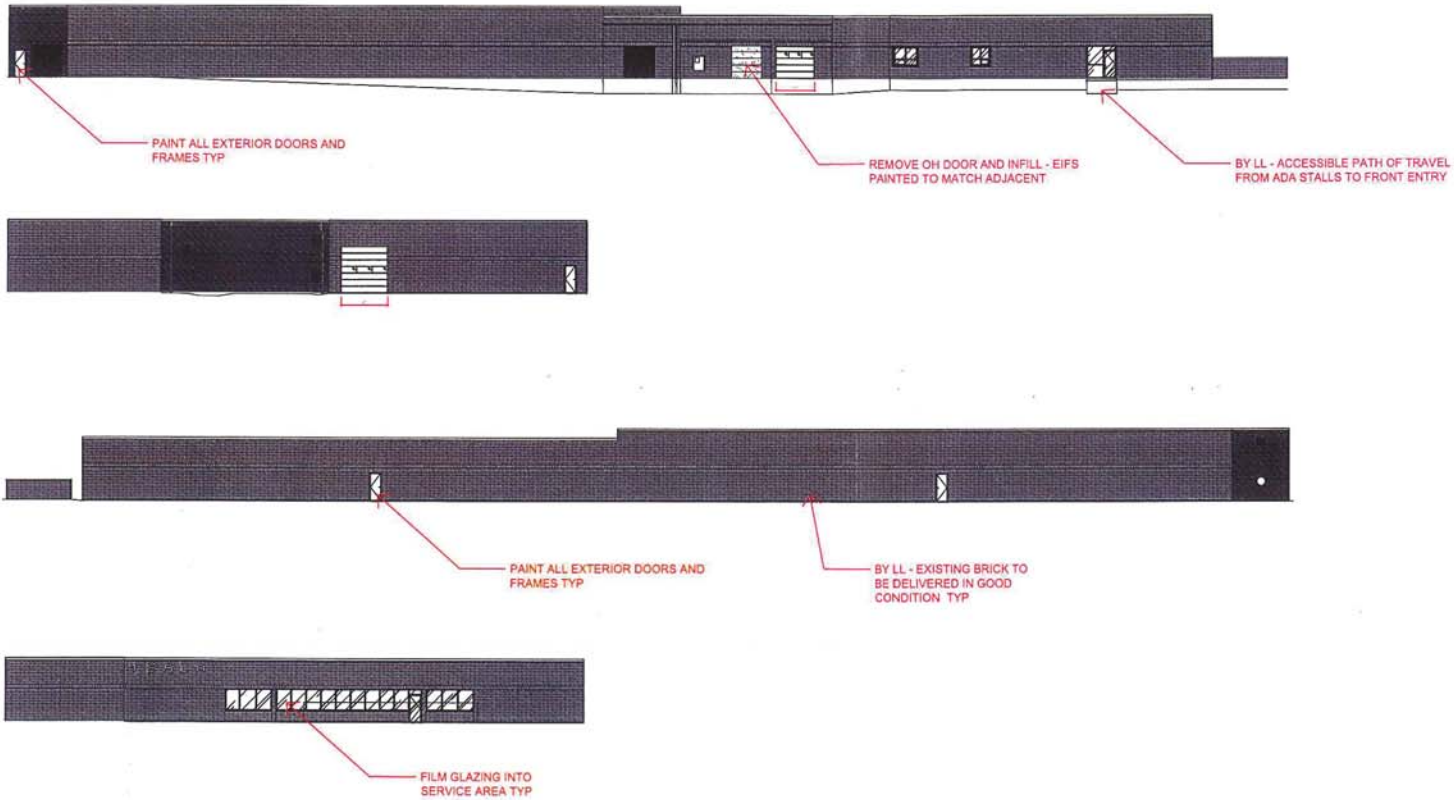 PAINT ALL EXTERIOR DOORS AND
FRAMES TYP
REMOVE OH DOOR AND INFILL - EIFS
PAINTED TO MATCH ADJACENT
BY LL - ACCESSIBLE PATH OF TRAVEL
FROM ADA STALLS TO FRONT ENTRY
PAINT ALL EXTERIOR DOORS AND
FRAMES TYP
BY LL - EXISTING BRICK TO
BE DELIVERED IN GOOD
CONDITION TYP
FILM GLAZING INTO
SERVICE AREA TYP